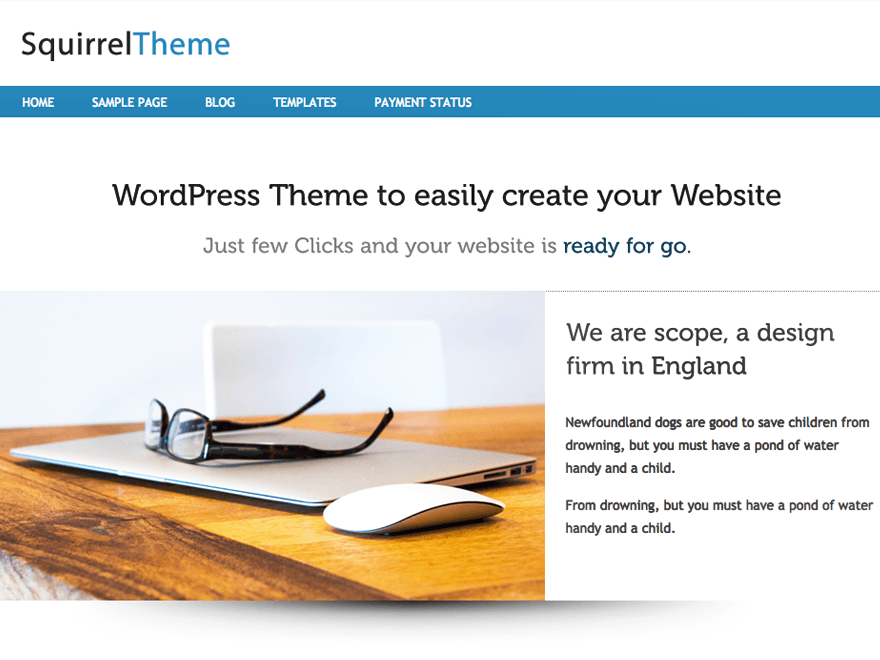 SquirrelTheme
HOME SAMPLE PAGE BLOG TEMPLATES PAYMENT STATUS
WordPress Theme to easily create your Website
Just few Clicks and your website is ready for go.
We are scope, a design
firm in England
Newfoundland dogs are good to save children from
drowning, but you must have a pond of water
handy and a child.
From drowning, but you must have a pond of water
handy and a child.